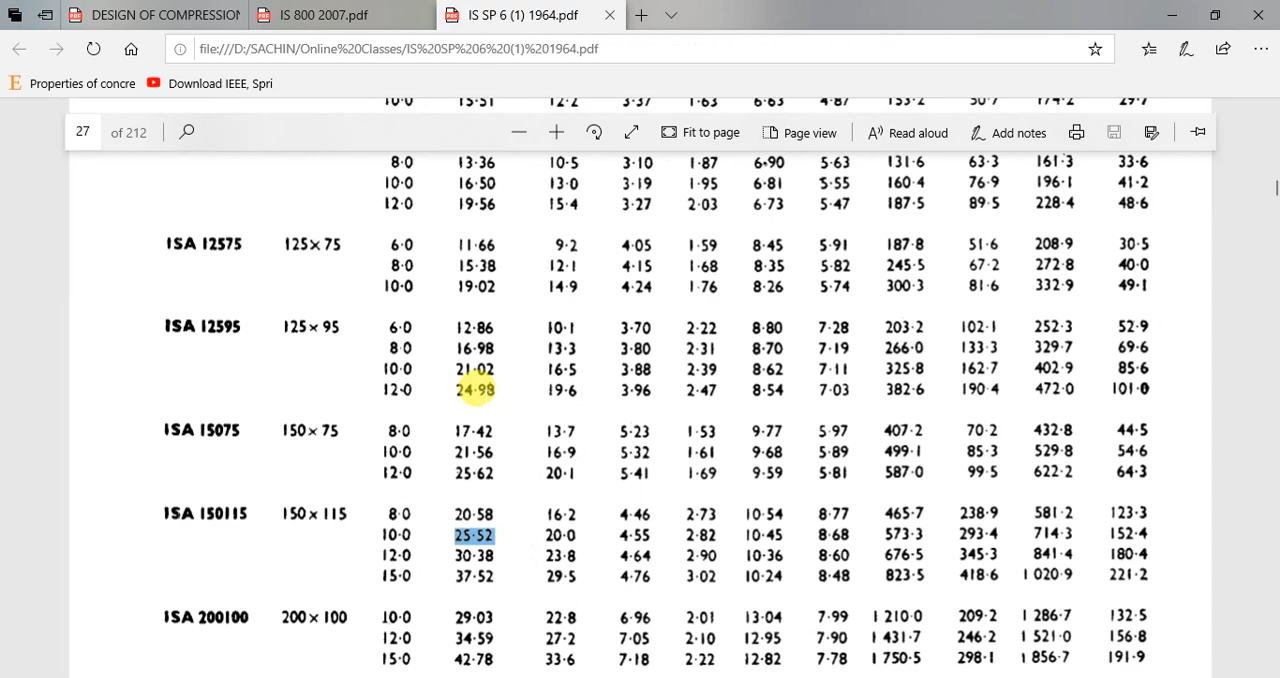 DESIGN OF COMPRESSION IS 800 2007.pdf IS SP 6 (1) 1964.pdf
file:///D:/SACHIN/Online%20Classes/IS%20SP%206%20(1)%201964.pdf
Properties of concre Download IEEE, Spri
10·0 15·51 12·2 3·37 1·63 6·63 4·87 153·2 50·7 174·2 29·7
27 of 212 Fit to page Page view Read aloud Add notes
8·0 13·36 10·5 3·10 1·87 6·90 5·63 131·6 63·3 161·3 33·6
10·0 16·50 13·0 3·19 1·95 6·81 5·55 160·4 76·9 196·1 41·2
12·0 19·56 15·4 3·27 2·03 6·73 5·47 187·5 89·5 228·4 48·6
ISA 12575 125×75 6·0 11·66 9·2 4·05 1·59 8·45 5·91 187·8 51·6 208·9 30·5
8·0 15·38 12·1 4·15 1·68 8·35 5·82 245·5 67·2 272·8 40·0
10·0 19·02 14·9 4·24 1·76 8·26 5·74 300·3 81·6 332·9 49·1
ISA 12595 125×95 6·0 12·86 10·1 3·70 2·22 8·80 7·28 203·2 102·1 252·3 52·9
8·0 16·98 13·3 3·80 2·31 8·70 7·19 266·0 133·3 329·7 69·6
10·0 21·02 16·5 3·88 2·39 8·62 7·11 325·8 162·7 402·9 85·6
12·0 24·98 19·6 3·96 2·47 8·54 7·03 382·6 190·4 472·0 101·0
ISA 15075 150×75 8·0 17·42 13·7 5·23 1·53 9·77 5·97 407·2 70·2 432·8 44·5
10·0 21·56 16·9 5·32 1·61 9·68 5·89 499·1 85·3 529·8 54·6
12·0 25·62 20·1 5·41 1·69 9·59 5·81 587·0 99·5 622·2 64·3
ISA 150115 150×115 8·0 20·58 16·2 4·46 2·73 10·54 8·77 465·7 238·9 581·2 123·3
10·0 25·52 20·0 4·55 2·82 10·45 8·68 573·3 293·4 714·3 152·4
12·0 30·38 23·8 4·64 2·90 10·36 8·60 676·5 345·3 841·4 180·4
15·0 37·52 29·5 4·76 3·02 10·24 8·48 823·5 418·6 1 020·9 221·2
ISA 200100 200×100 10·0 29·03 22·8 6·96 2·01 13·04 7·99 1 210·0 209·2 1 286·7 132·5
12·0 34·59 27·2 7·05 2·10 12·95 7·90 1 431·7 246·2 1 521·0 156·8
15·0 42·78 33·6 7·18 2·22 12·82 7·78 1 750·5 298·1 1 856·7 191·9